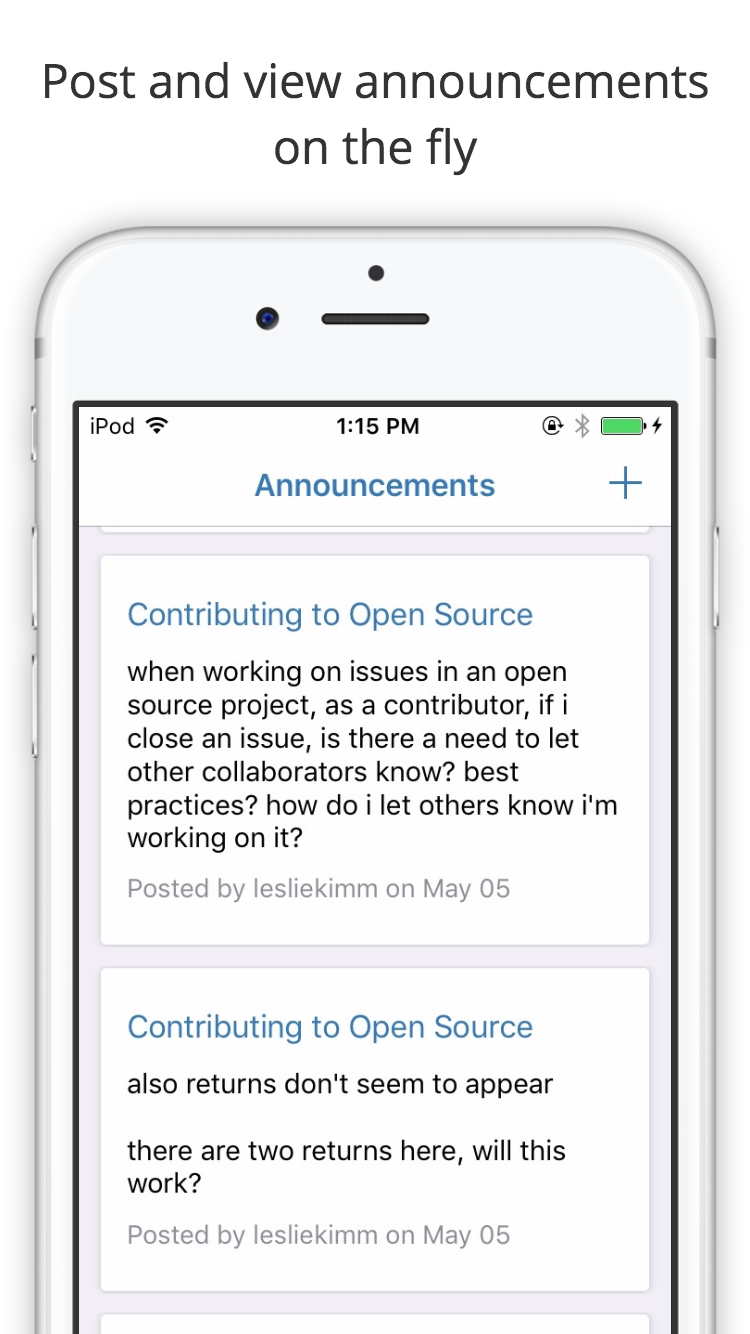 Post and view announcements
on the fly
iPod 1:15 PM
Announcements
Contributing to Open Source
when working on issues in an open
source project, as a contributor, if i
close an issue, is there a need to let
other collaborators know? best
practices? how do i let others know i'm
working on it?
Posted by lesliekimm on May 05
Contributing to Open Source
also returns don't seem to appear
there are two returns here, will this
work?
Posted by lesliekimm on May 05